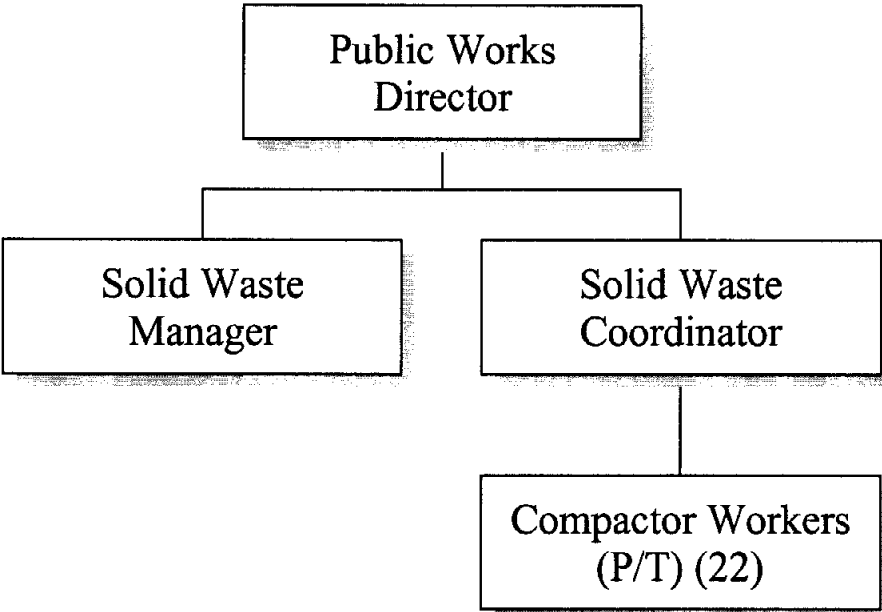 Public Works
Director
Solid Waste
Manager
Solid Waste
Coordinator
Compactor Workers
(P/T) (22)